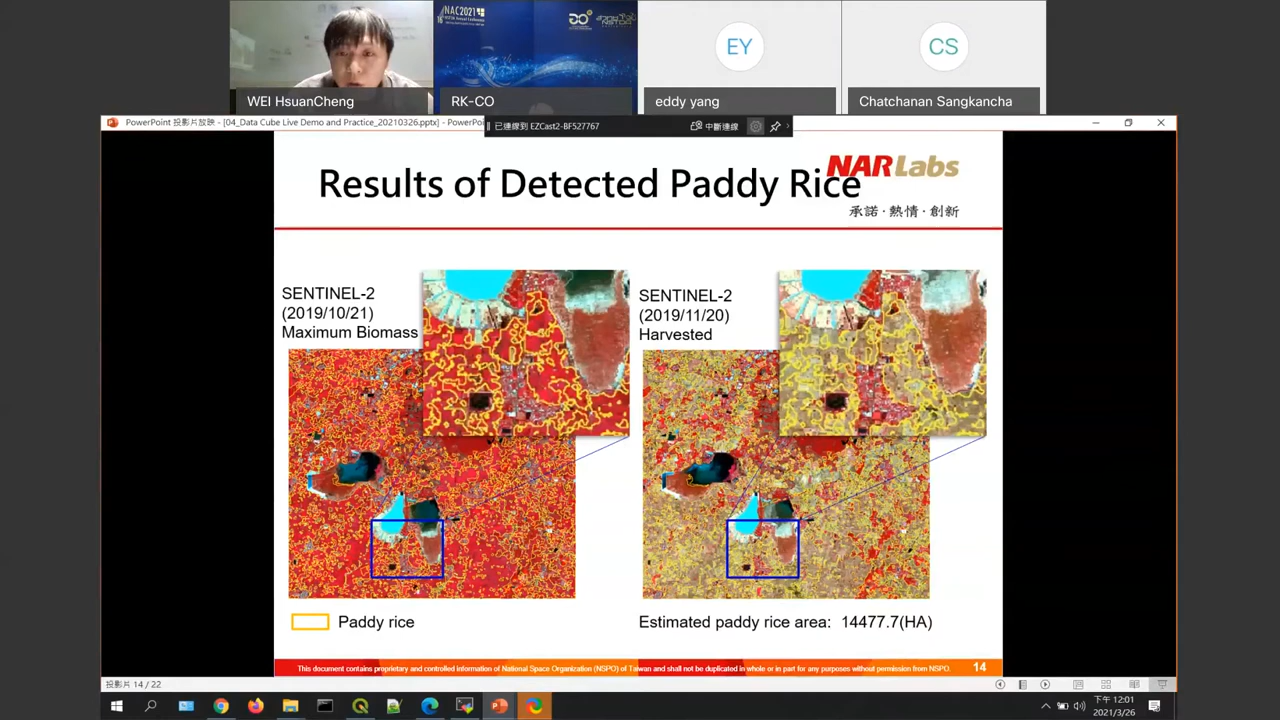 NAC2021
WEI HsuanCheng
RK-CO
EY
eddy yang
CS
Chatchanan Sangkancha
PowerPoint 投影片放映 - [04_Data Cube Live Demo and Practice_20210326.pptx] - PowerPo
已連線到 EZCast2-BF527767
中斷連線
Results of Detected Paddy Rice
NARLabs
承諾·熱情·創新
SENTINEL-2
(2019/10/21)
Maximum Biomass
SENTINEL-2
(2019/11/20)
Harvested
Paddy rice
Estimated paddy rice area: 14477.7(HA)
This document contains proprietary and controlled information of National Space Organization (NSPO) of Taiwan and shall not be duplicated in whole or in part for any purposes without permission from NSPO.
14
投影片 14 / 22
下午 12:01
2021/3/26